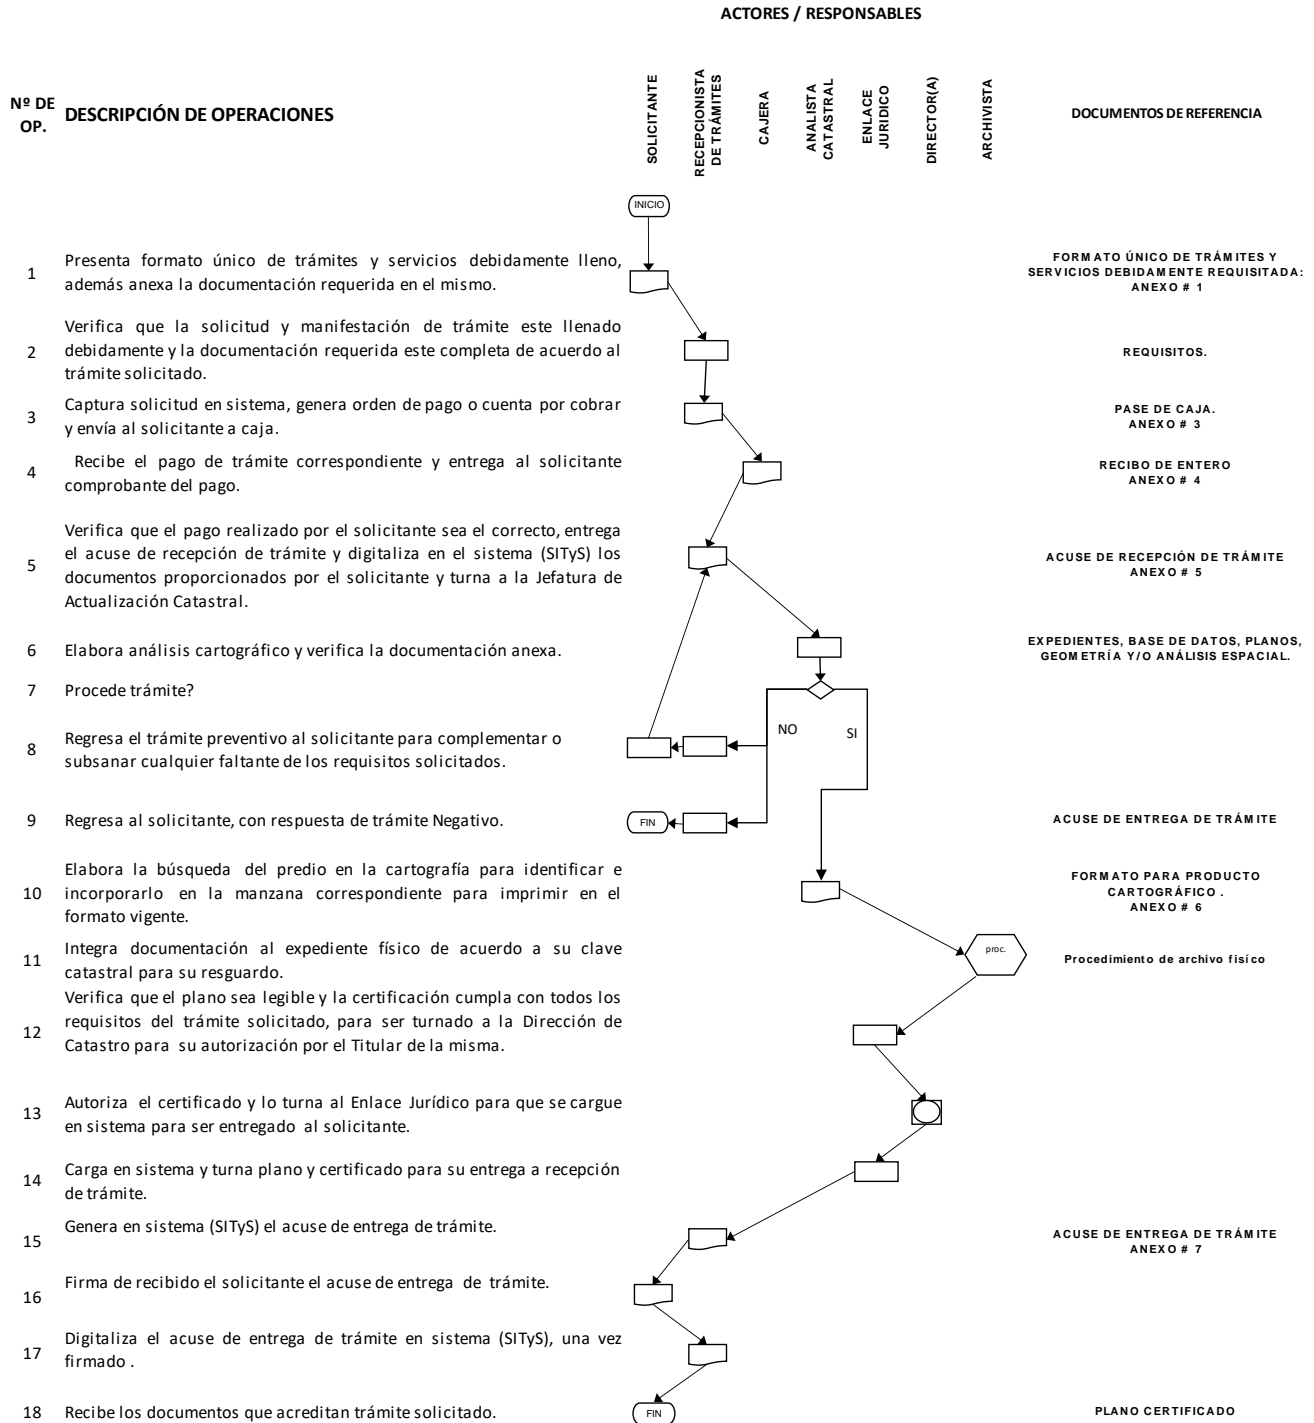 ACTORES / RESPONSABLES
Nº DE
OP.
DESCRIPCIÓN DE OPERACIONES
SOLICITANTE
RECEPCIONISTA
DE TRÁMITES
CAJERA
ANALISTA
CATASTRAL
ENLACE
JURIDICO
DIRECTOR(A)
ARCHIVISTA
DOCUMENTOS DE REFERENCIA
INICIO
1
Presenta formato único de trámites y servicios debidamente lleno,
además anexa la documentación requerida en el mismo.
FORMATO ÚNICO DE TRÁMITES Y
SERVICIOS DEBIDAMENTE REQUISITADA:
ANEXO # 1
2
Verifica que la solicitud y manifestación de trámite este llenado
debidamente y la documentación requerida este completa de acuerdo al
trámite solicitado.
REQUISITOS.
3
Captura solicitud en sistema, genera orden de pago o cuenta por cobrar
y envía al solicitante a caja.
PASE DE CAJA.
ANEXO # 3
4
Recibe el pago de trámite correspondiente y entrega al solicitante
comprobante del pago.
RECIBO DE ENTERO
ANEXO # 4
5
Verifica que el pago realizado por el solicitante sea el correcto, entrega
el acuse de recepción de trámite y digitaliza en el sistema (SITyS) los
documentos proporcionados por el solicitante y turna a la Jefatura de
Actualización Catastral.
ACUSE DE RECEPCIÓN DE TRÁMITE
ANEXO # 5
6
Elabora análisis cartográfico y verifica la documentación anexa.
EXPEDIENTES, BASE DE DATOS, PLANOS,
GEOMETRÍA Y/O ANÁLISIS ESPACIAL.
7
Procede trámite?
NO
SI
8
Regresa el trámite preventivo al solicitante para complementar o
subsanar cualquier faltante de los requisitos solicitados.
9
Regresa al solicitante, con respuesta de trámite Negativo.
FIN
ACUSE DE ENTREGA DE TRÁMITE
10
Elabora la búsqueda del predio en la cartografía para identificar e
incorporarlo en la manzana correspondiente para imprimir en el
formato vigente.
FORMATO PARA PRODUCTO
CARTOGRÁFICO .
ANEXO # 6
11
Integra documentación al expediente físico de acuerdo a su clave
catastral para su resguardo.
proc.
Procedimiento de archivo fisíco
12
Verifica que el plano sea legible y la certificación cumpla con todos los
requisitos del trámite solicitado, para ser turnado a la Dirección de
Catastro para su autorización por el Titular de la misma.
13
Autoriza el certificado y lo turna al Enlace Jurídico para que se cargue
en sistema para ser entregado al solicitante.
14
Carga en sistema y turna plano y certificado para su entrega a recepción
de trámite.
15
Genera en sistema (SITyS) el acuse de entrega de trámite.
ACUSE DE ENTREGA DE TRÁMITE
ANEXO # 7
16
Firma de recibido el solicitante el acuse de entrega de trámite.
17
Digitaliza el acuse de entrega de trámite en sistema (SITyS), una vez
firmado .
18
Recibe los documentos que acreditan trámite solicitado.
FIN
PLANO CERTIFICADO